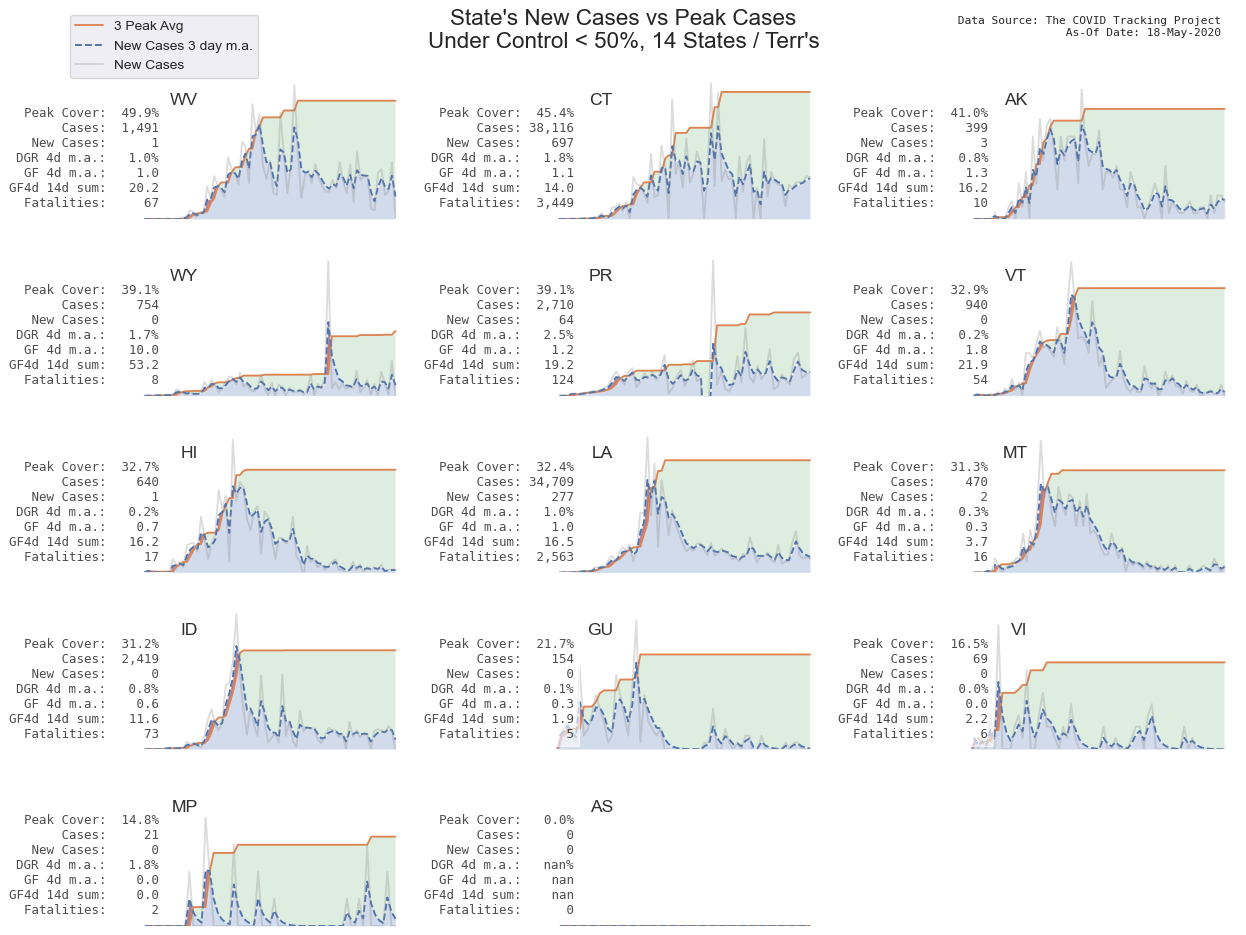 3 Peak Avg
New Cases 3 day m.a.
New Cases
State's New Cases vs Peak Cases
Under Control < 50%, 14 States / Terr's
Data Source: The COVID Tracking Project
As-Of Date: 18-May-2020
WV
Peak Cover: 49.9%
Cases: 1,491
New Cases: 1
DGR 4d m.a.: 1.0%
GF 4d m.a.: 1.0
GF4d 14d sum: 20.2
Fatalities: 67
CT
Peak Cover: 45.4%
Cases: 38,116
New Cases: 697
DGR 4d m.a.: 1.8%
GF 4d m.a.: 1.1
GF4d 14d sum: 14.0
Fatalities: 3,449
AK
Peak Cover: 41.0%
Cases: 399
New Cases: 3
DGR 4d m.a.: 0.8%
GF 4d m.a.: 1.3
GF4d 14d sum: 16.2
Fatalities: 10
WY
Peak Cover: 39.1%
Cases: 754
New Cases: 0
DGR 4d m.a.: 1.7%
GF 4d m.a.: 10.0
GF4d 14d sum: 53.2
Fatalities: 8
PR
Peak Cover: 39.1%
Cases: 2,710
New Cases: 64
DGR 4d m.a.: 2.5%
GF 4d m.a.: 1.2
GF4d 14d sum: 19.2
Fatalities: 124
VT
Peak Cover: 32.9%
Cases: 940
New Cases: 0
DGR 4d m.a.: 0.2%
GF 4d m.a.: 1.8
GF4d 14d sum: 21.9
Fatalities: 54
HI
Peak Cover: 32.7%
Cases: 640
New Cases: 1
DGR 4d m.a.: 0.2%
GF 4d m.a.: 0.7
GF4d 14d sum: 16.2
Fatalities: 17
LA
Peak Cover: 32.4%
Cases: 34,709
New Cases: 277
DGR 4d m.a.: 1.0%
GF 4d m.a.: 1.0
GF4d 14d sum: 16.5
Fatalities: 2,563
MT
Peak Cover: 31.3%
Cases: 470
New Cases: 2
DGR 4d m.a.: 0.3%
GF 4d m.a.: 0.3
GF4d 14d sum: 3.7
Fatalities: 16
ID
Peak Cover: 31.2%
Cases: 2,419
New Cases: 0
DGR 4d m.a.: 0.8%
GF 4d m.a.: 0.6
GF4d 14d sum: 11.6
Fatalities: 73
GU
Peak Cover: 21.7%
Cases: 154
New Cases: 0
DGR 4d m.a.: 0.1%
GF 4d m.a.: 0.3
GF4d 14d sum: 1.9
Fatalities: 5
VI
Peak Cover: 16.5%
Cases: 69
New Cases: 0
DGR 4d m.a.: 0.0%
GF 4d m.a.: 0.0
GF4d 14d sum: 2.2
Fatalities: 6
MP
Peak Cover: 14.8%
Cases: 21
New Cases: 0
DGR 4d m.a.: 1.8%
GF 4d m.a.: 0.0
GF4d 14d sum: 0.0
Fatalities: 2
AS
Peak Cover: 0.0%
Cases: 0
New Cases: 0
DGR 4d m.a.: nan%
GF 4d m.a.: nan
GF4d 14d sum: nan
Fatalities: 0